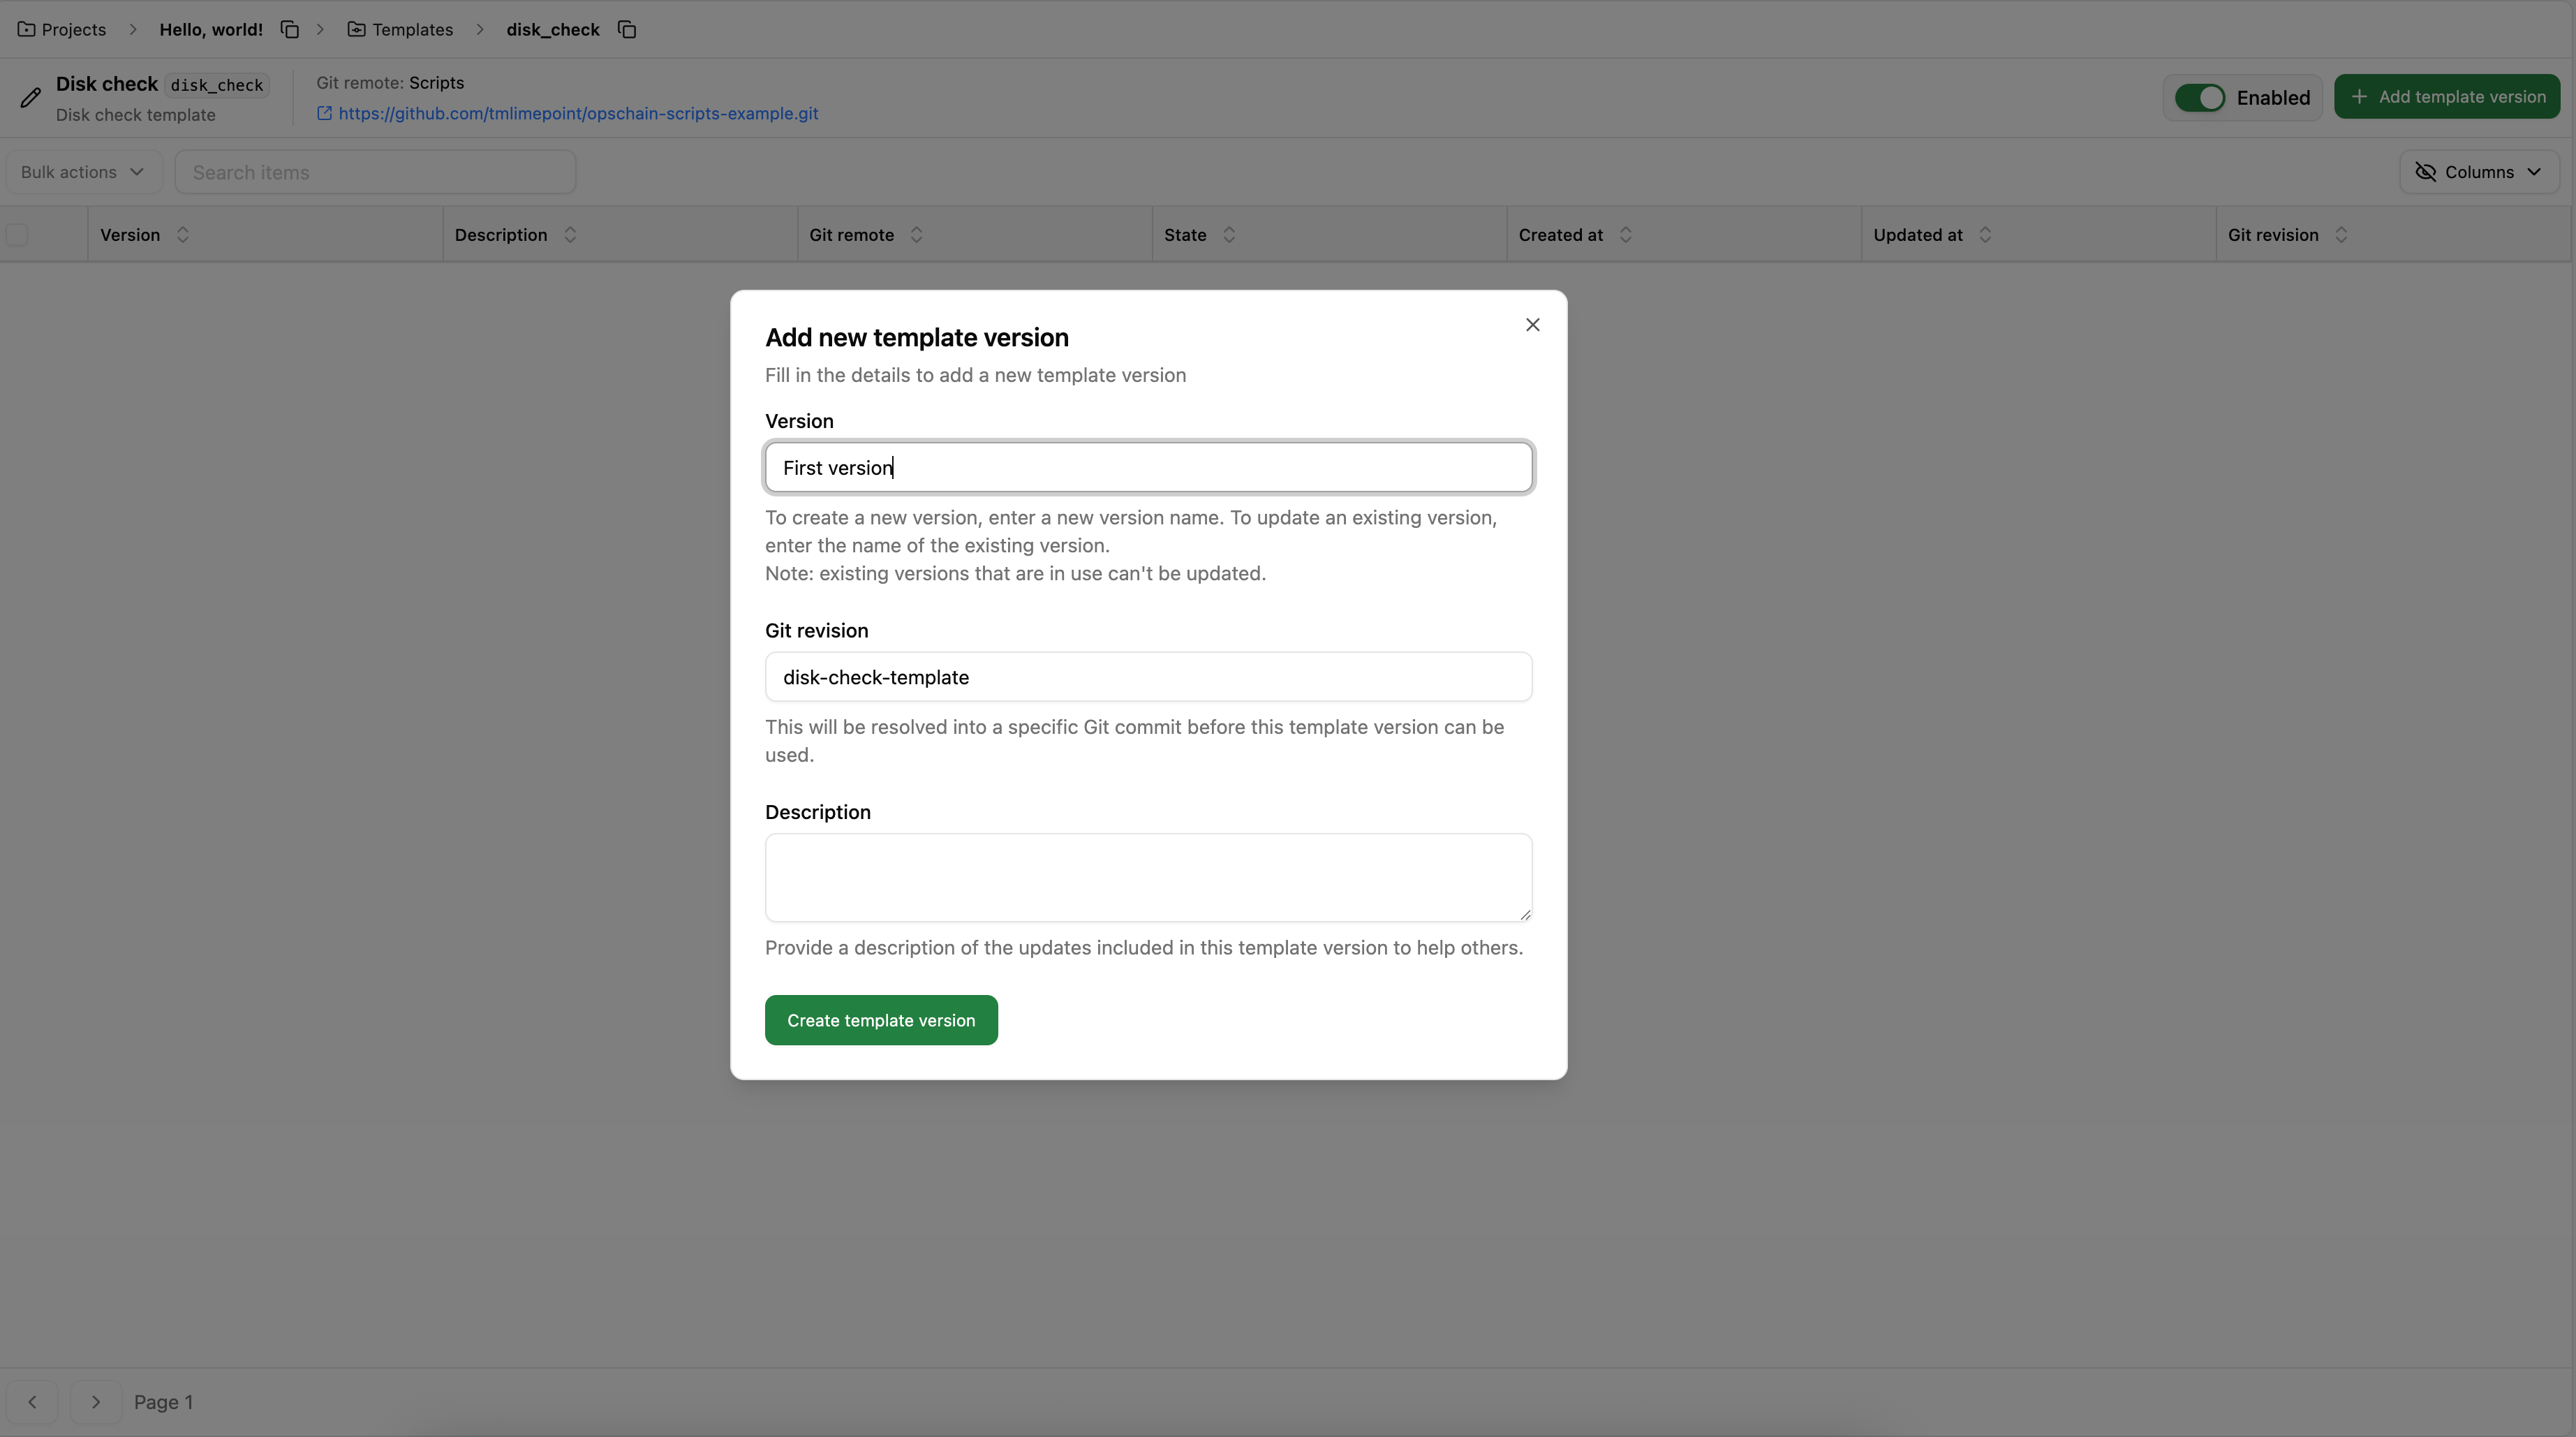 Projects > Hello, world! > Templates > disk_check
Disk check disk_check
Disk check template
Git remote: Scripts
https://github.com/tmlimepoint/opschain-scripts-example.git
Enabled
Add template version
Bulk actions
Search items
Columns
Version Description Git remote State Created at Updated at Git revision
Add new template version
Fill in the details to add a new template version
Version
First version
To create a new version, enter a new version name. To update an existing version,
enter the name of the existing version.
Note: existing versions that are in use can't be updated.
Git revision
disk-check-template
This will be resolved into a specific Git commit before this template version can be
used.
Description
Provide a description of the updates included in this template version to help others.
Create template version
Page 1